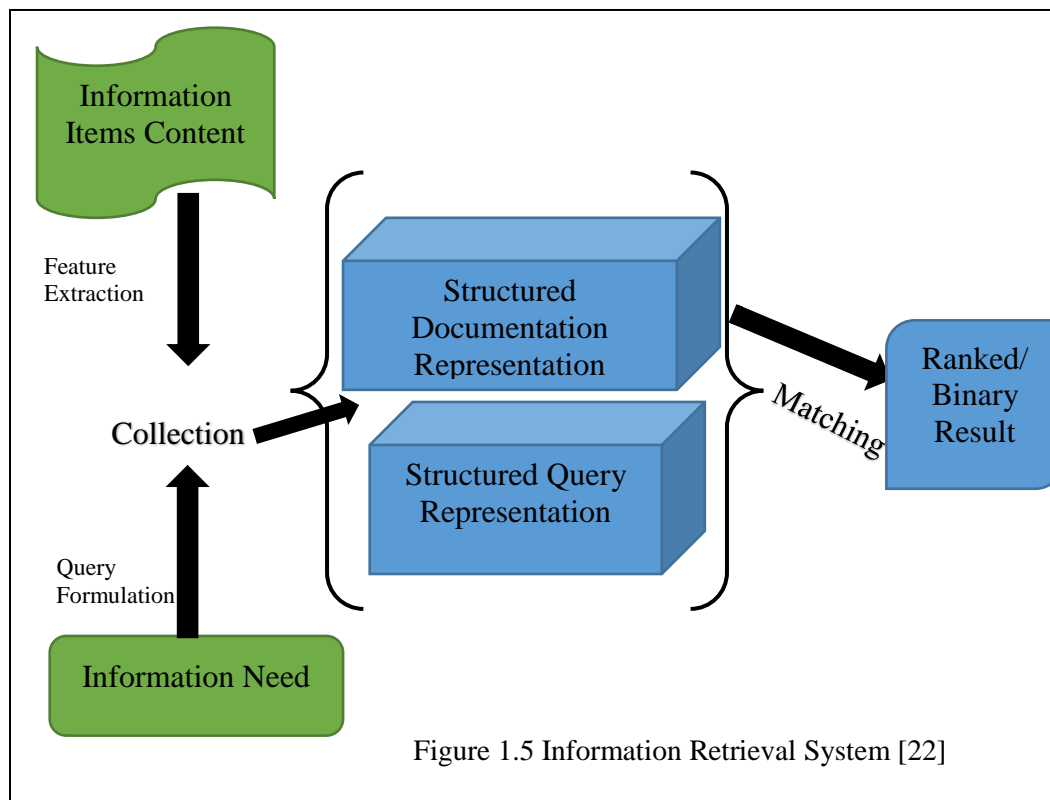 Information
Items Content
Feature
Extraction
Collection
Query
Formulation
Information Need
Structured
Documentation
Representation
Structured Query
Representation
Matching
Ranked/
Binary
Result
Figure 1.5 Information Retrieval System [22]